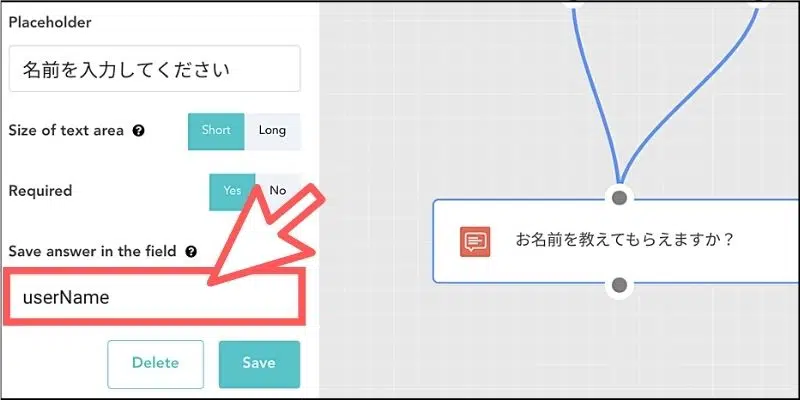 Placeholder
名前を入力してください
Size of text area ?
Short Long
Required
Yes No
Save answer in the field ?
userName
Delete Save
お名前を教えてもらえますか？